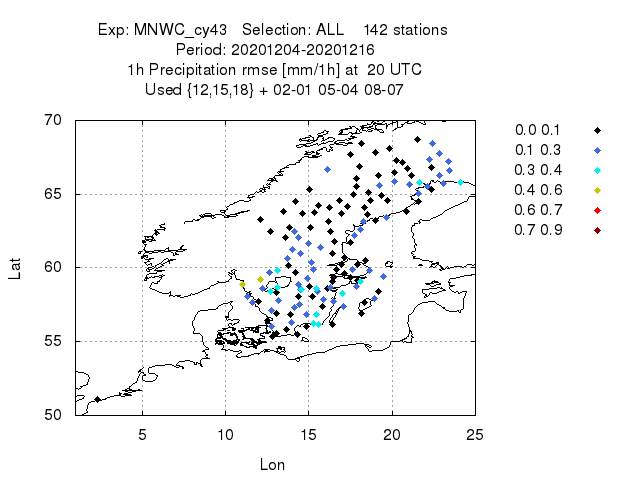 Exp: MNWC_cy43 Selection: ALL 142 stations
Period: 20201204-20201216
1h Precipitation rmse [mm/1h] at 20 UTC
Used {12,15,18} + 02-01 05-04 08-07
70
65
60
55
50
5
10
15
20
25
Lat
Lon
0.0 0.1
0.1 0.3
0.3 0.4
0.4 0.6
0.6 0.7
0.7 0.9